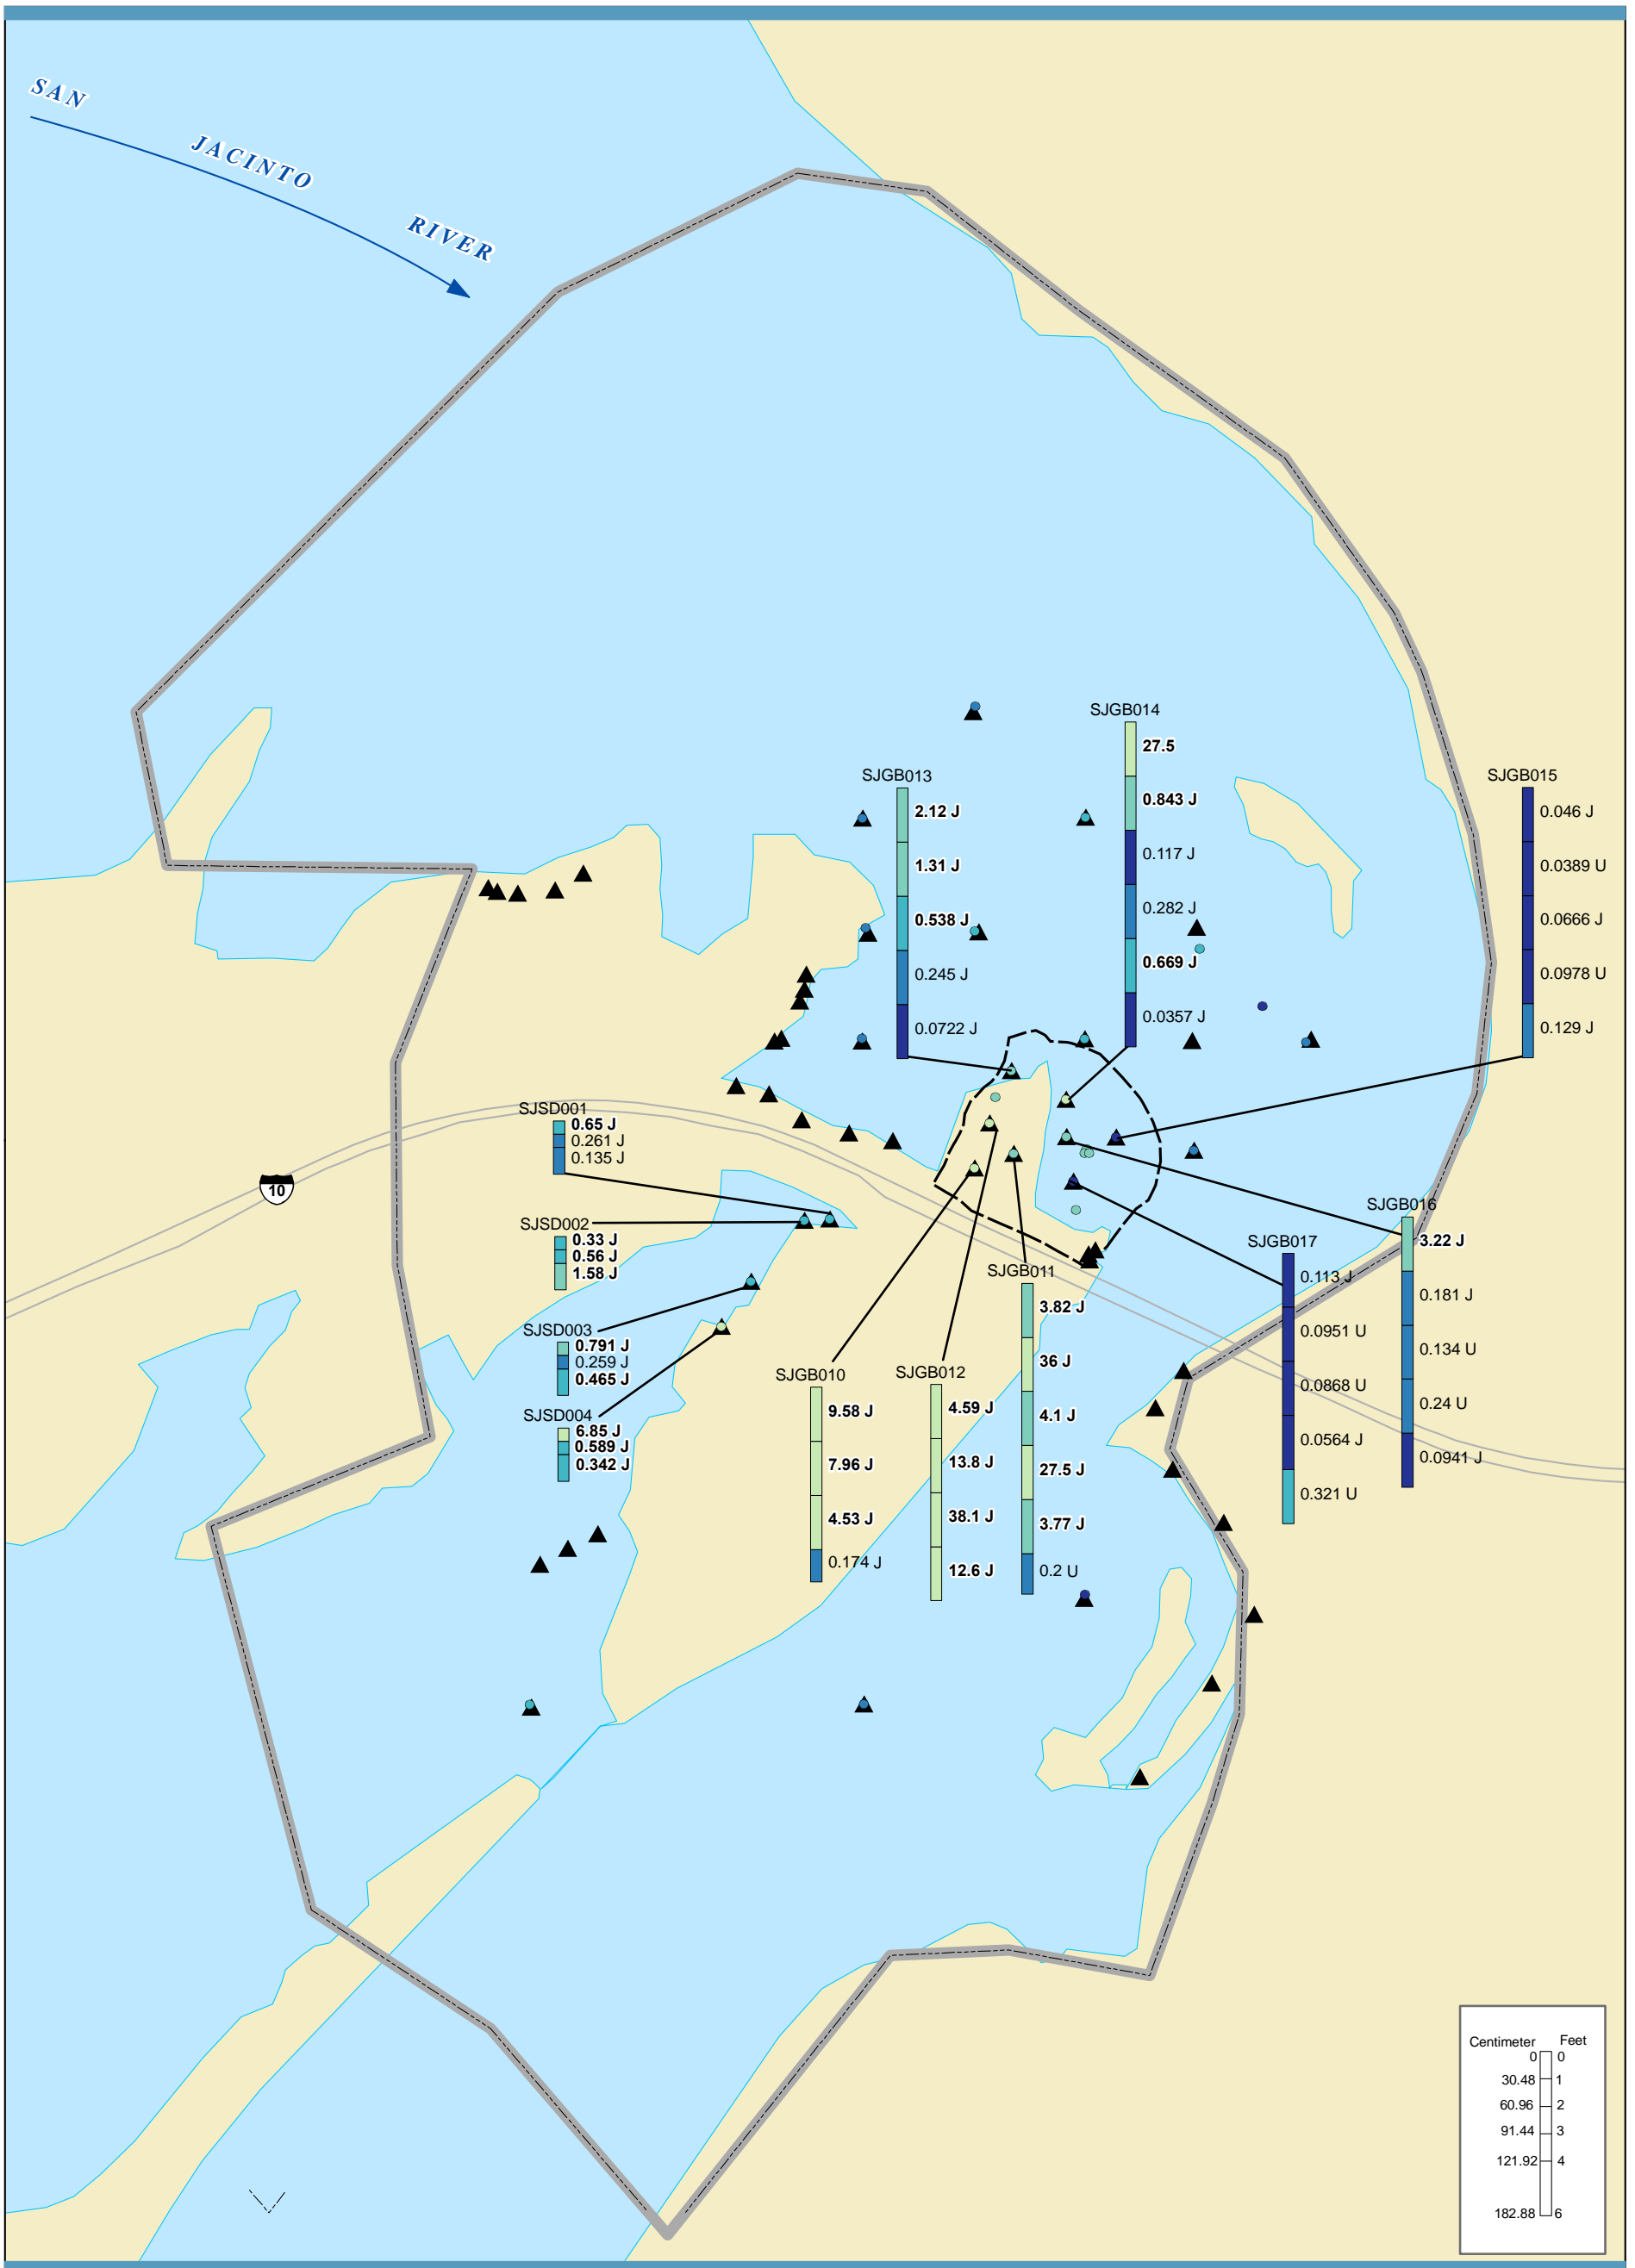 SAN
JACINTO
RIVER
SJGB014
27.5
0.843 J
0.117 J
0.282 J
0.669 J
0.0357 J
SJGB013
2.12 J
1.31 J
0.538 J
0.245 J
0.0722 J
SJGB015
0.046 J
0.0389 U
0.0666 J
0.0978 U
0.129 J
SJSD001
0.65 J
0.261 J
0.135 J
10
SJSD002
0.33 J
0.56 J
1.58 J
SJSD003
0.791 J
0.259 J
0.465 J
SJSD004
6.85 J
0.589 J
0.342 J
SJGB010
9.58 J
7.96 J
4.53 J
0.174 J
SJGB012
4.59 J
13.8 J
38.1 J
12.6 J
SJGB011
3.82 J
36 J
4.1 J
27.5 J
3.77 J
0.2 U
SJGB017
0.113 J
0.0951 U
0.0868 U
0.0564 J
0.321 U
SJGB016
3.22 J
0.181 J
0.134 U
0.24 U
0.0941 J
Centimeter Feet
0 0
30.48 1
60.96 2
91.44 3
121.92 4
182.88 6